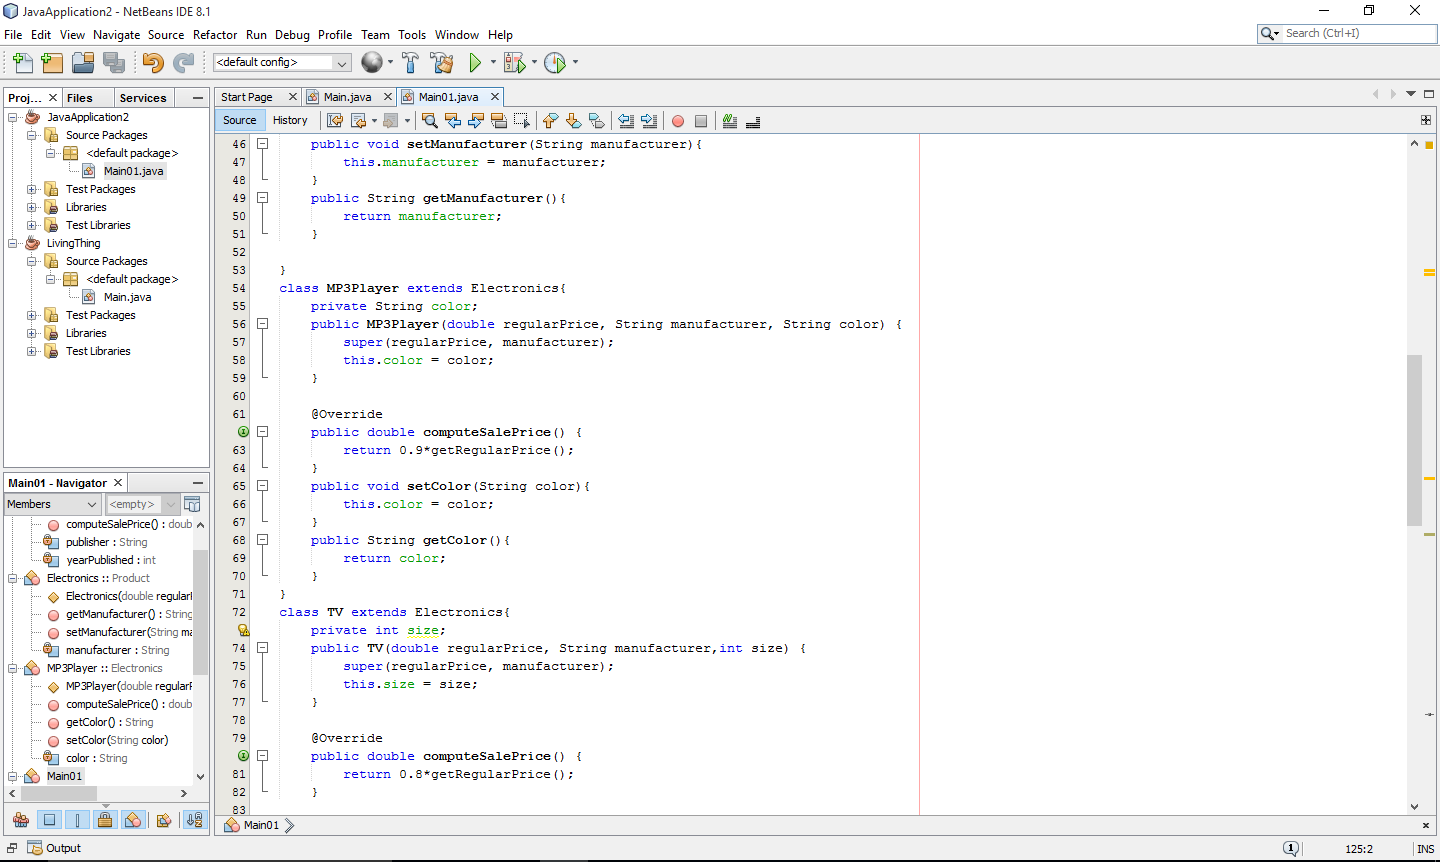 JavaApplication2 - NetBeans IDE 8.1
File Edit View Navigate Source Refactor Run Debug Profile Team Tools Window Help
Search (Ctrl+I)
<default config>
Proj... Files Services
JavaApplication2
Source Packages
<default package>
Main01.java
Test Packages
Libraries
Test Libraries
LivingThing
Source Packages
<default package>
Main.java
Test Packages
Libraries
Test Libraries
Main01 - Navigator
Members <empty>
computeSalePrice() : doub
publisher : String
yearPublished : int
Electronics :: Product
Electronics(double regularl
getManufacturer() : String
setManufacturer(String ma
manufacturer : String
MP3Player :: Electronics
MP3Player(double regularF
computeSalePrice() : doub
getColor() : String
setColor(String color)
color : String
Main01
Start Page Main.java Main01.java
Source History
46 public void setManufacturer(String manufacturer){
47 this.manufacturer = manufacturer;
48 }
49 public String getManufacturer(){
50 return manufacturer;
51 }
52
53 }
54 class MP3Player extends Electronics{
55 private String color;
56 public MP3Player(double regularPrice, String manufacturer, String color) {
57 super(regularPrice, manufacturer);
58 this.color = color;
59 }
60
61 @Override
public double computeSalePrice() {
63 return 0.9*getRegularPrice();
64 }
65 public void setColor(String color){
66 this.color = color;
67 }
68 public String getColor(){
69 return color;
70 }
71 }
72 class TV extends Electronics{
private int size;
74 public TV(double regularPrice, String manufacturer,int size) {
75 super(regularPrice, manufacturer);
76 this.size = size;
77 }
78
79 @Override
public double computeSalePrice() {
81 return 0.8*getRegularPrice();
82 }
83
Main01
Output
1 125:2 INS